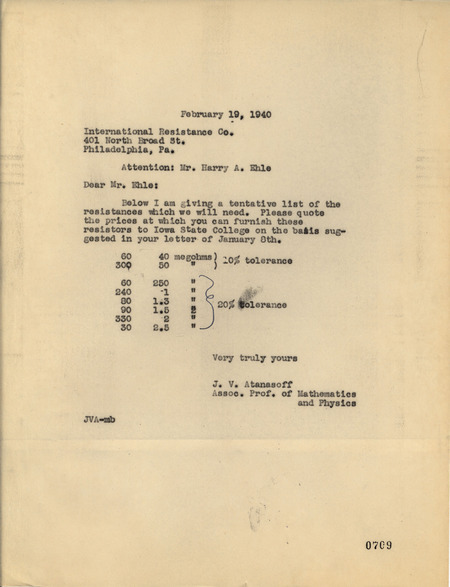 February 19, 1940
International Resistance Co.
401 North Broad St.
Philadelphia, Pa.
Attention: Mr. Harry A. Ehle
Dear Mr. Ehle:
Below I am giving a tentative list of the
resistances which we will need. Please quote
the prices at which you can furnish these
resistors to Iowa State College on the basis sug-
gested in your letter of January 8th.
60 40 megohms) 10% tolerance
300 50 " )
60 250 "
240 .1 "
80 1.3 "
90 1.5 " 20% tolerance
330 2 "
30 2.5 "
Very truly yours
J. V. Atanasoff
Assoc. Prof. of Mathematics
and Physics
JVA-mb
0709